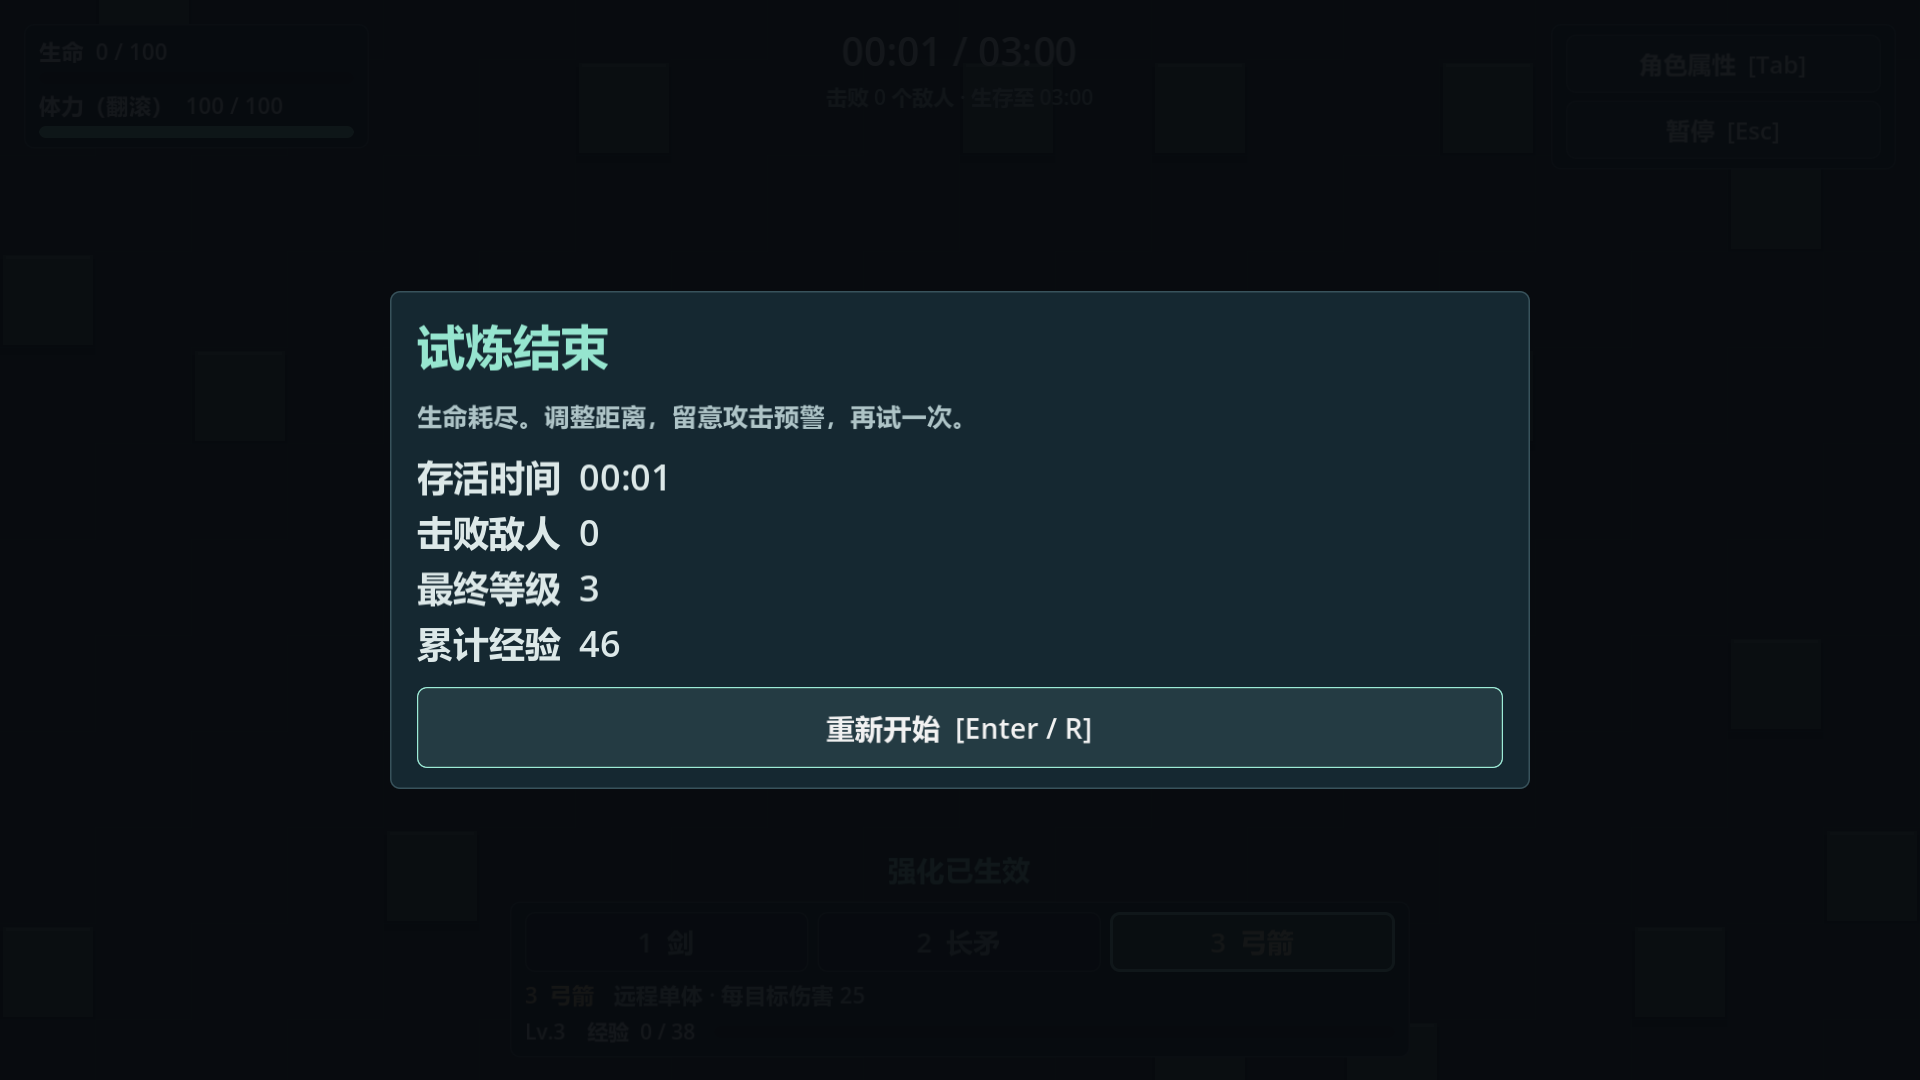 生命 0 / 100
体力（翻滚） 100 / 100
00:01 / 03:00
击败 0 个敌人 · 生存至 03:00
角色属性 [Tab]
暂停 [Esc]
试炼结束
生命耗尽。调整距离，留意攻击预警，再试一次。
存活时间 00:01
击败敌人 0
最终等级 3
累计经验 46
重新开始 [Enter / R]
强化已生效
1 剑
2 长矛
3 弓箭
3 弓箭 远程单体 · 每目标伤害 25
Lv.3 经验 0 / 38